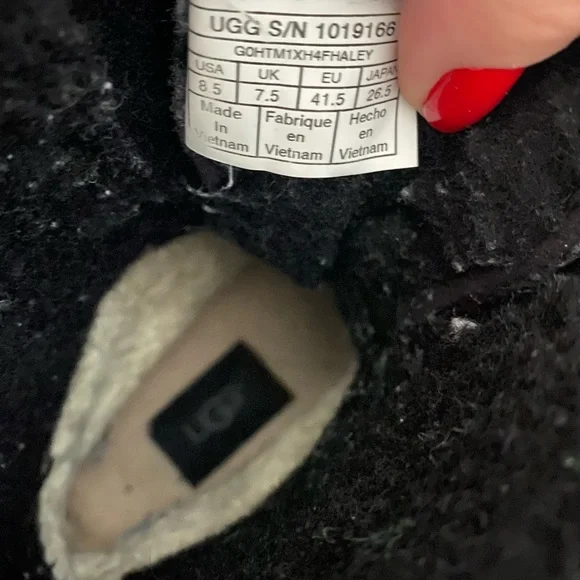 UGG S/N 1019166
G0HTM1XH4FHALEY
USA UK EU JAPAN
8.5 7.5 41.5 26.5
Made Fabrique Hecho
In en en
Vietnam Vietnam Vietnam
UGG